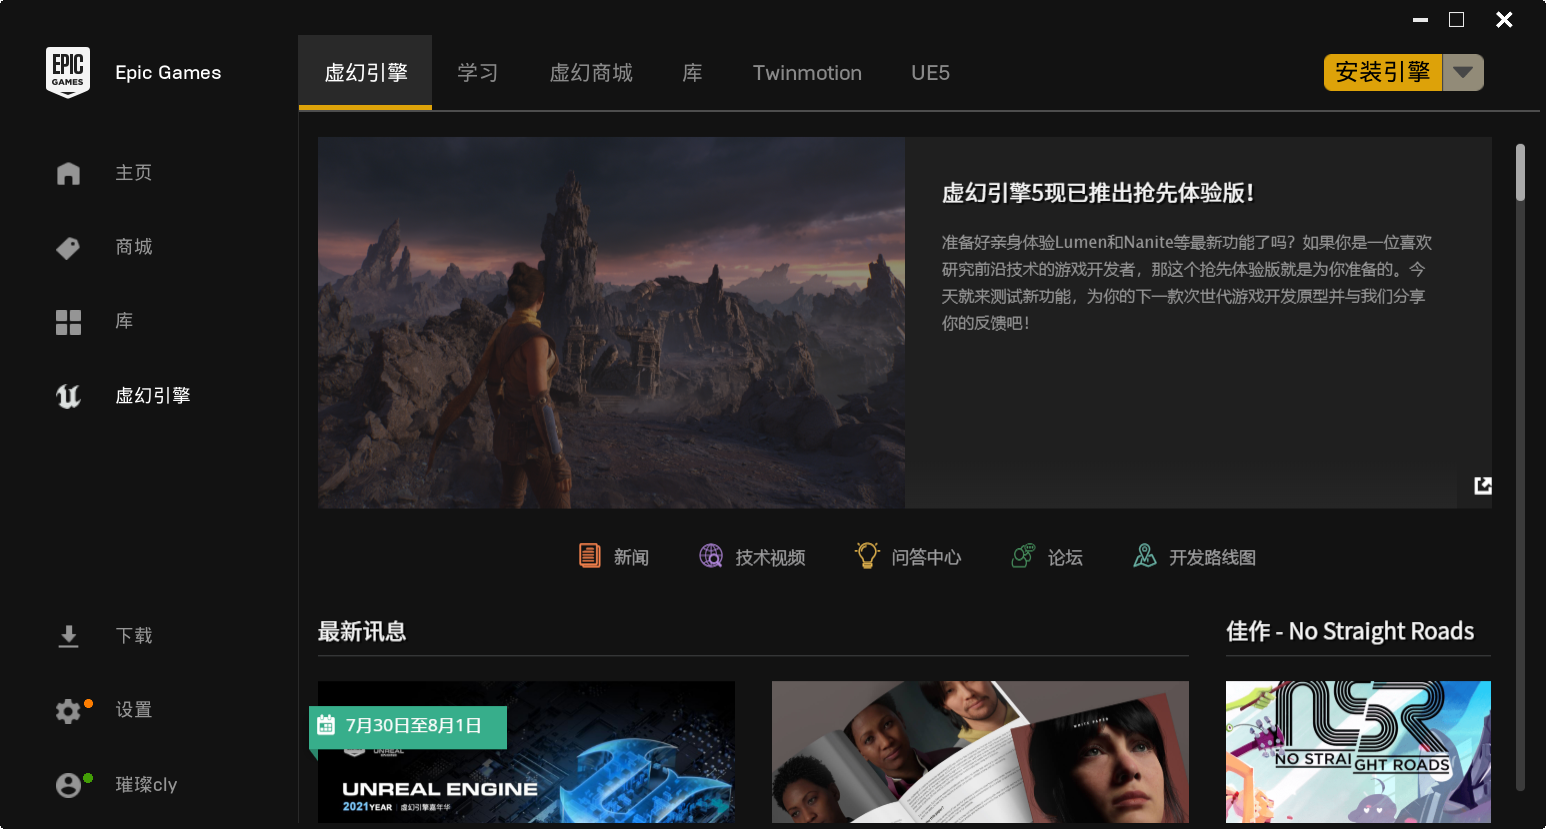 EPIC
GAMES
Epic Games
虚幻引擎
学习
虚幻商城
库
Twinmotion
UE5
安装引擎
主页
商城
库
虚幻引擎
下载
设置
璀璨cly
虚幻引擎5现已推出抢先体验版！
准备好亲身体验Lumen和Nanite等最新功能了吗？如果你是一位喜欢
研究前沿技术的游戏开发者，那这个抢先体验版就是为你准备的。今
天就来测试新功能，为你的下一款次世代游戏开发原型并与我们分享
你的反馈吧！
新闻
技术视频
问答中心
论坛
开发路线图
最新讯息
7月30日至8月1日
UNREAL
UNREAL ENGINE
2021YEAR | 虚幻引擎嘉年华
WHITE PAPER
佳作 - No Straight Roads
NSR
NO STRAIGHT ROADS